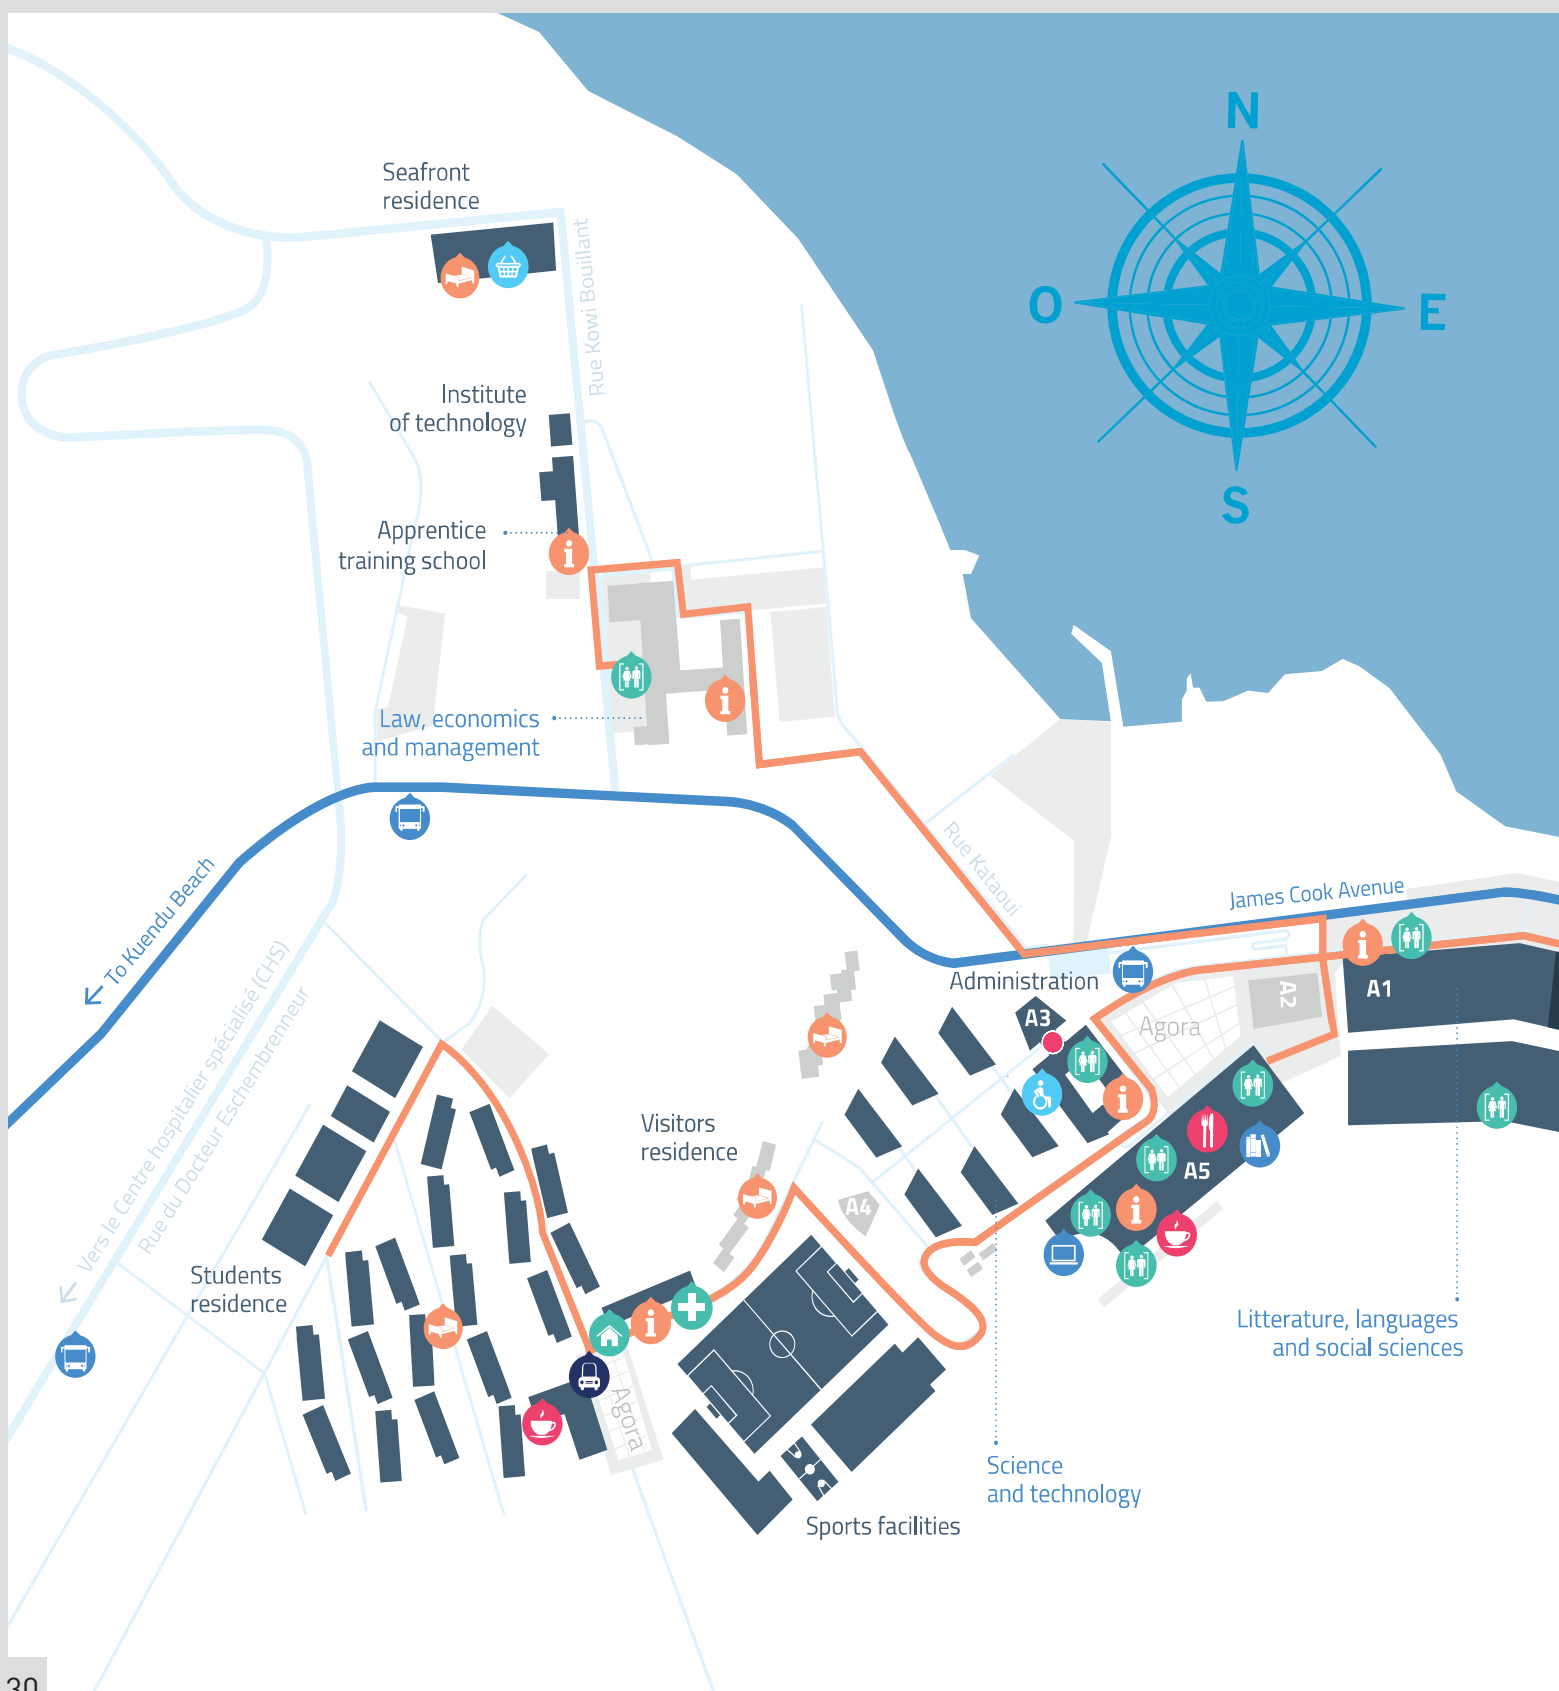 N
O
E
S
Seafront
residence
Rue Kowi Bouillant
Institute
of technology
Apprentice
training school
Law, economics
and management
To Kuendu Beach
Rue Kataoui
James Cook Avenue
Vers le Centre hospitalier spécialisé (CHS)
Rue du Docteur Eschembrenneur
Administration
A3
Agora
A2
A1
Visitors
residence
A4
A5
Students
residence
Agora
Litterature, languages
and social sciences
Science
and technology
Sports facilities
30